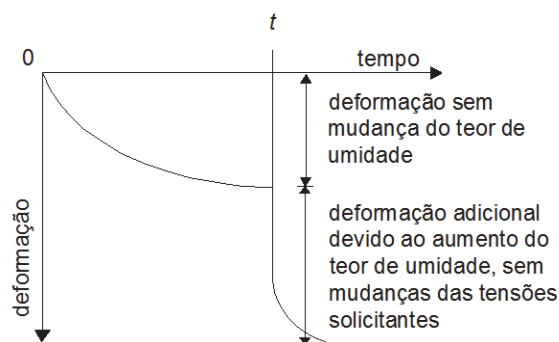 t
0
tempo
deformação sem
mudança do teor de
umidade
deformação adicional
devido ao aumento do
teor de umidade, sem
mudanças das tensões
solicitantes
deformação